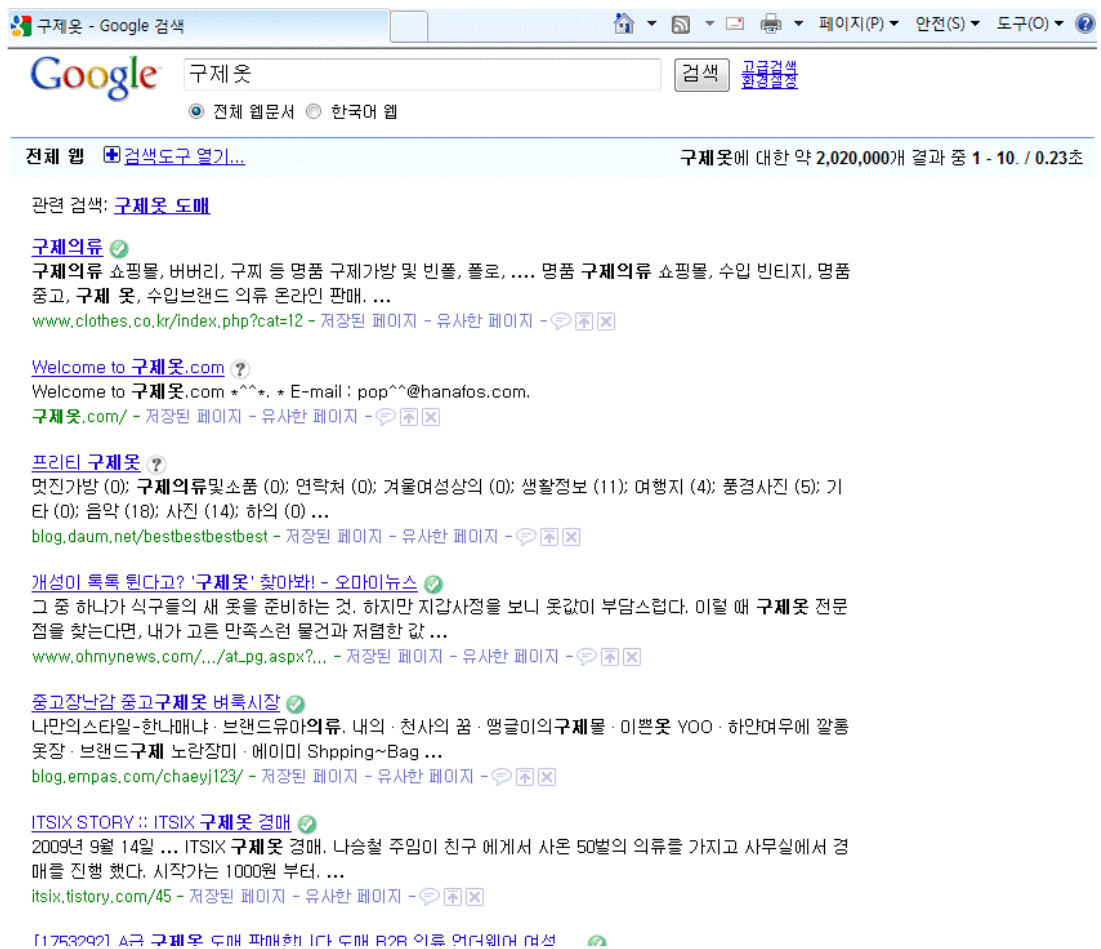 구제옷 - Google 검색
페이지(P) 안전(S) 도구(O)
Google 구제옷 검색 고급검색
환경설정
전체 웹문서 한국어 웹
전체 웹 검색도구 열기... 구제옷에 대한 약 2,020,000개 결과 중 1 - 10. / 0.23초
관련 검색: 구제옷 도매
구제의류
구제의류 쇼핑몰, 버버리, 구찌 등 명품 구제가방 및 빈폴, 폴로, .... 명품 구제의류 쇼핑몰, 수입 빈티지, 명품
중고, 구제 옷, 수입브랜드 의류 온라인 판매. ...
www.clothes.co.kr/index.php?cat=12 - 저장된 페이지 - 유사한 페이지 -
Welcome to 구제옷.com
Welcome to 구제옷.com *^^*. * E-mail : pop^^@hanafos.com.
구제옷.com/ - 저장된 페이지 - 유사한 페이지 -
프리티 구제옷
멋진가방 (0); 구제의류및소품 (0); 연락처 (0); 겨울여성상의 (0); 생활정보 (11); 여행지 (4); 풍경사진 (5); 기
타 (0); 음악 (18); 사진 (14); 하의 (0) ...
blog.daum.net/bestbestbestbest - 저장된 페이지 - 유사한 페이지 -
개성이 톡톡 튄다고? '구제옷' 찾아봐! - 오마이뉴스
그 중 하나가 식구들의 새 옷을 준비하는 것. 하지만 지갑사정을 보니 옷값이 부담스럽다. 이럴 때 구제옷 전문
점을 찾는다면, 내가 고른 만족스런 물건과 저렴한 값 ...
www.ohmynews.com/.../at_pg.aspx?... - 저장된 페이지 - 유사한 페이지 -
중고장난감 중고구제옷 벼룩시장
나만의스타일-한나매냐 · 브랜드유아의류. 내의 · 천사의 꿈 · 앵글이의구제몰 · 이쁜옷 YOO · 하얀여우에 깔롱
옷장 · 브랜드구제 노란장미 · 에이미 Shpping~Bag ...
blog.empas.com/chaeyj123/ - 저장된 페이지 - 유사한 페이지 -
ITSIX STORY :: ITSIX 구제옷 경매
2009년 9월 14일 ... ITSIX 구제옷 경매. 나승철 주임이 친구 에게서 사온 50벌의 의류를 가지고 사무실에서 경
매를 진행 했다. 시작가는 1000원 부터. ...
itsix.tistory.com/45 - 저장된 페이지 - 유사한 페이지 -
[1753292] A급 구제옷 도매 판매합니다 도매 B2B 의류 언더웨어 여성 ...